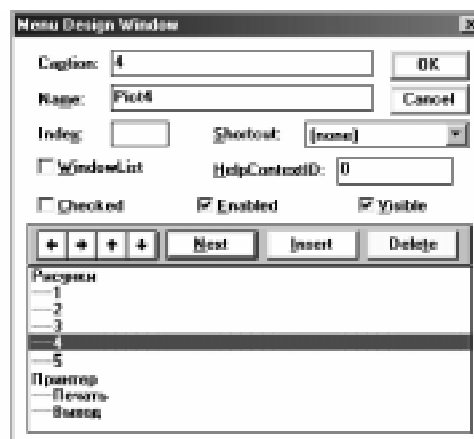 Menu Design Window
Caption: 4 OK
Name: Plot4 Cancel
Index: Shortcut: (none)
WindowList HelpContextID: 0
Checked Enabled Visible
Next Insert Delete
Рисунки
1
2
3
4
5
Принтер
Печать
Вывод